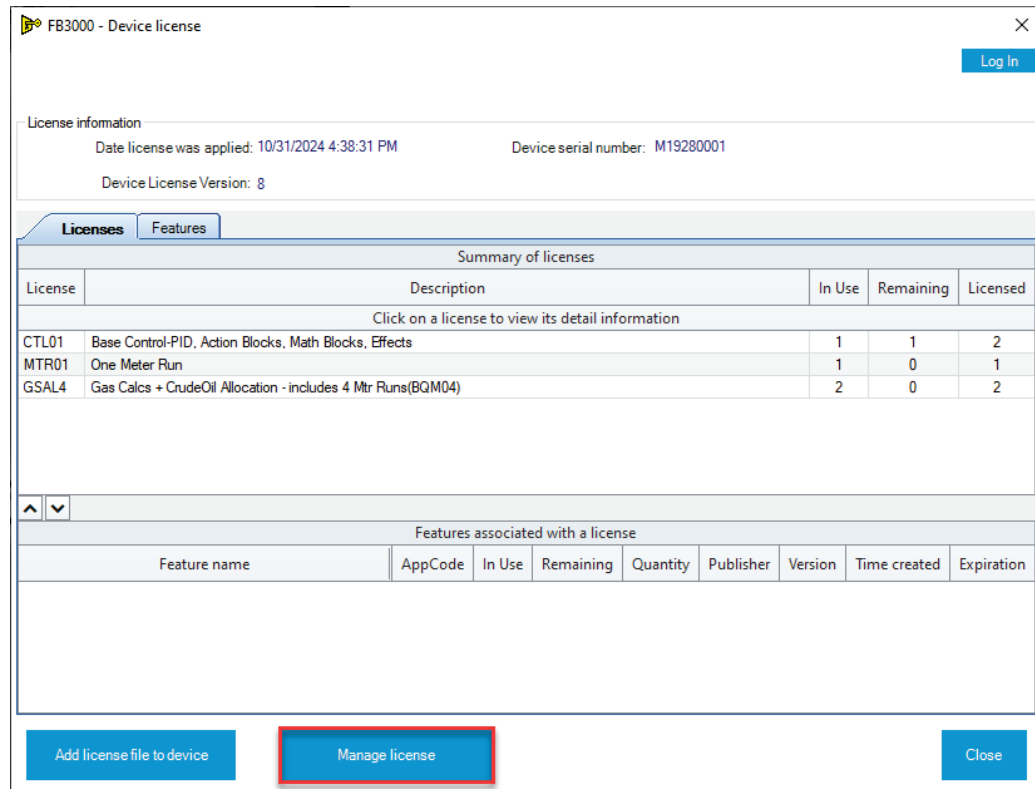 FB3000 - Device license
Log In
License information
Date license was applied: 10/31/2024 4:38:31 PM Device serial number: M19280001
Device License Version: 8
Licenses Features
Summary of licenses
License Description In Use Remaining Licensed
Click on a license to view its detail information
CTL01 Base Control-PID, Action Blocks, Math Blocks, Effects 1 1 2
MTR01 One Meter Run 1 0 1
GSAL4 Gas Calcs + CrudeOil Allocation - includes 4 Mtr Runs(BQM04) 2 0 2
Features associated with a license
Feature name AppCode In Use Remaining Quantity Publisher Version Time created Expiration
Add license file to device Manage license Close